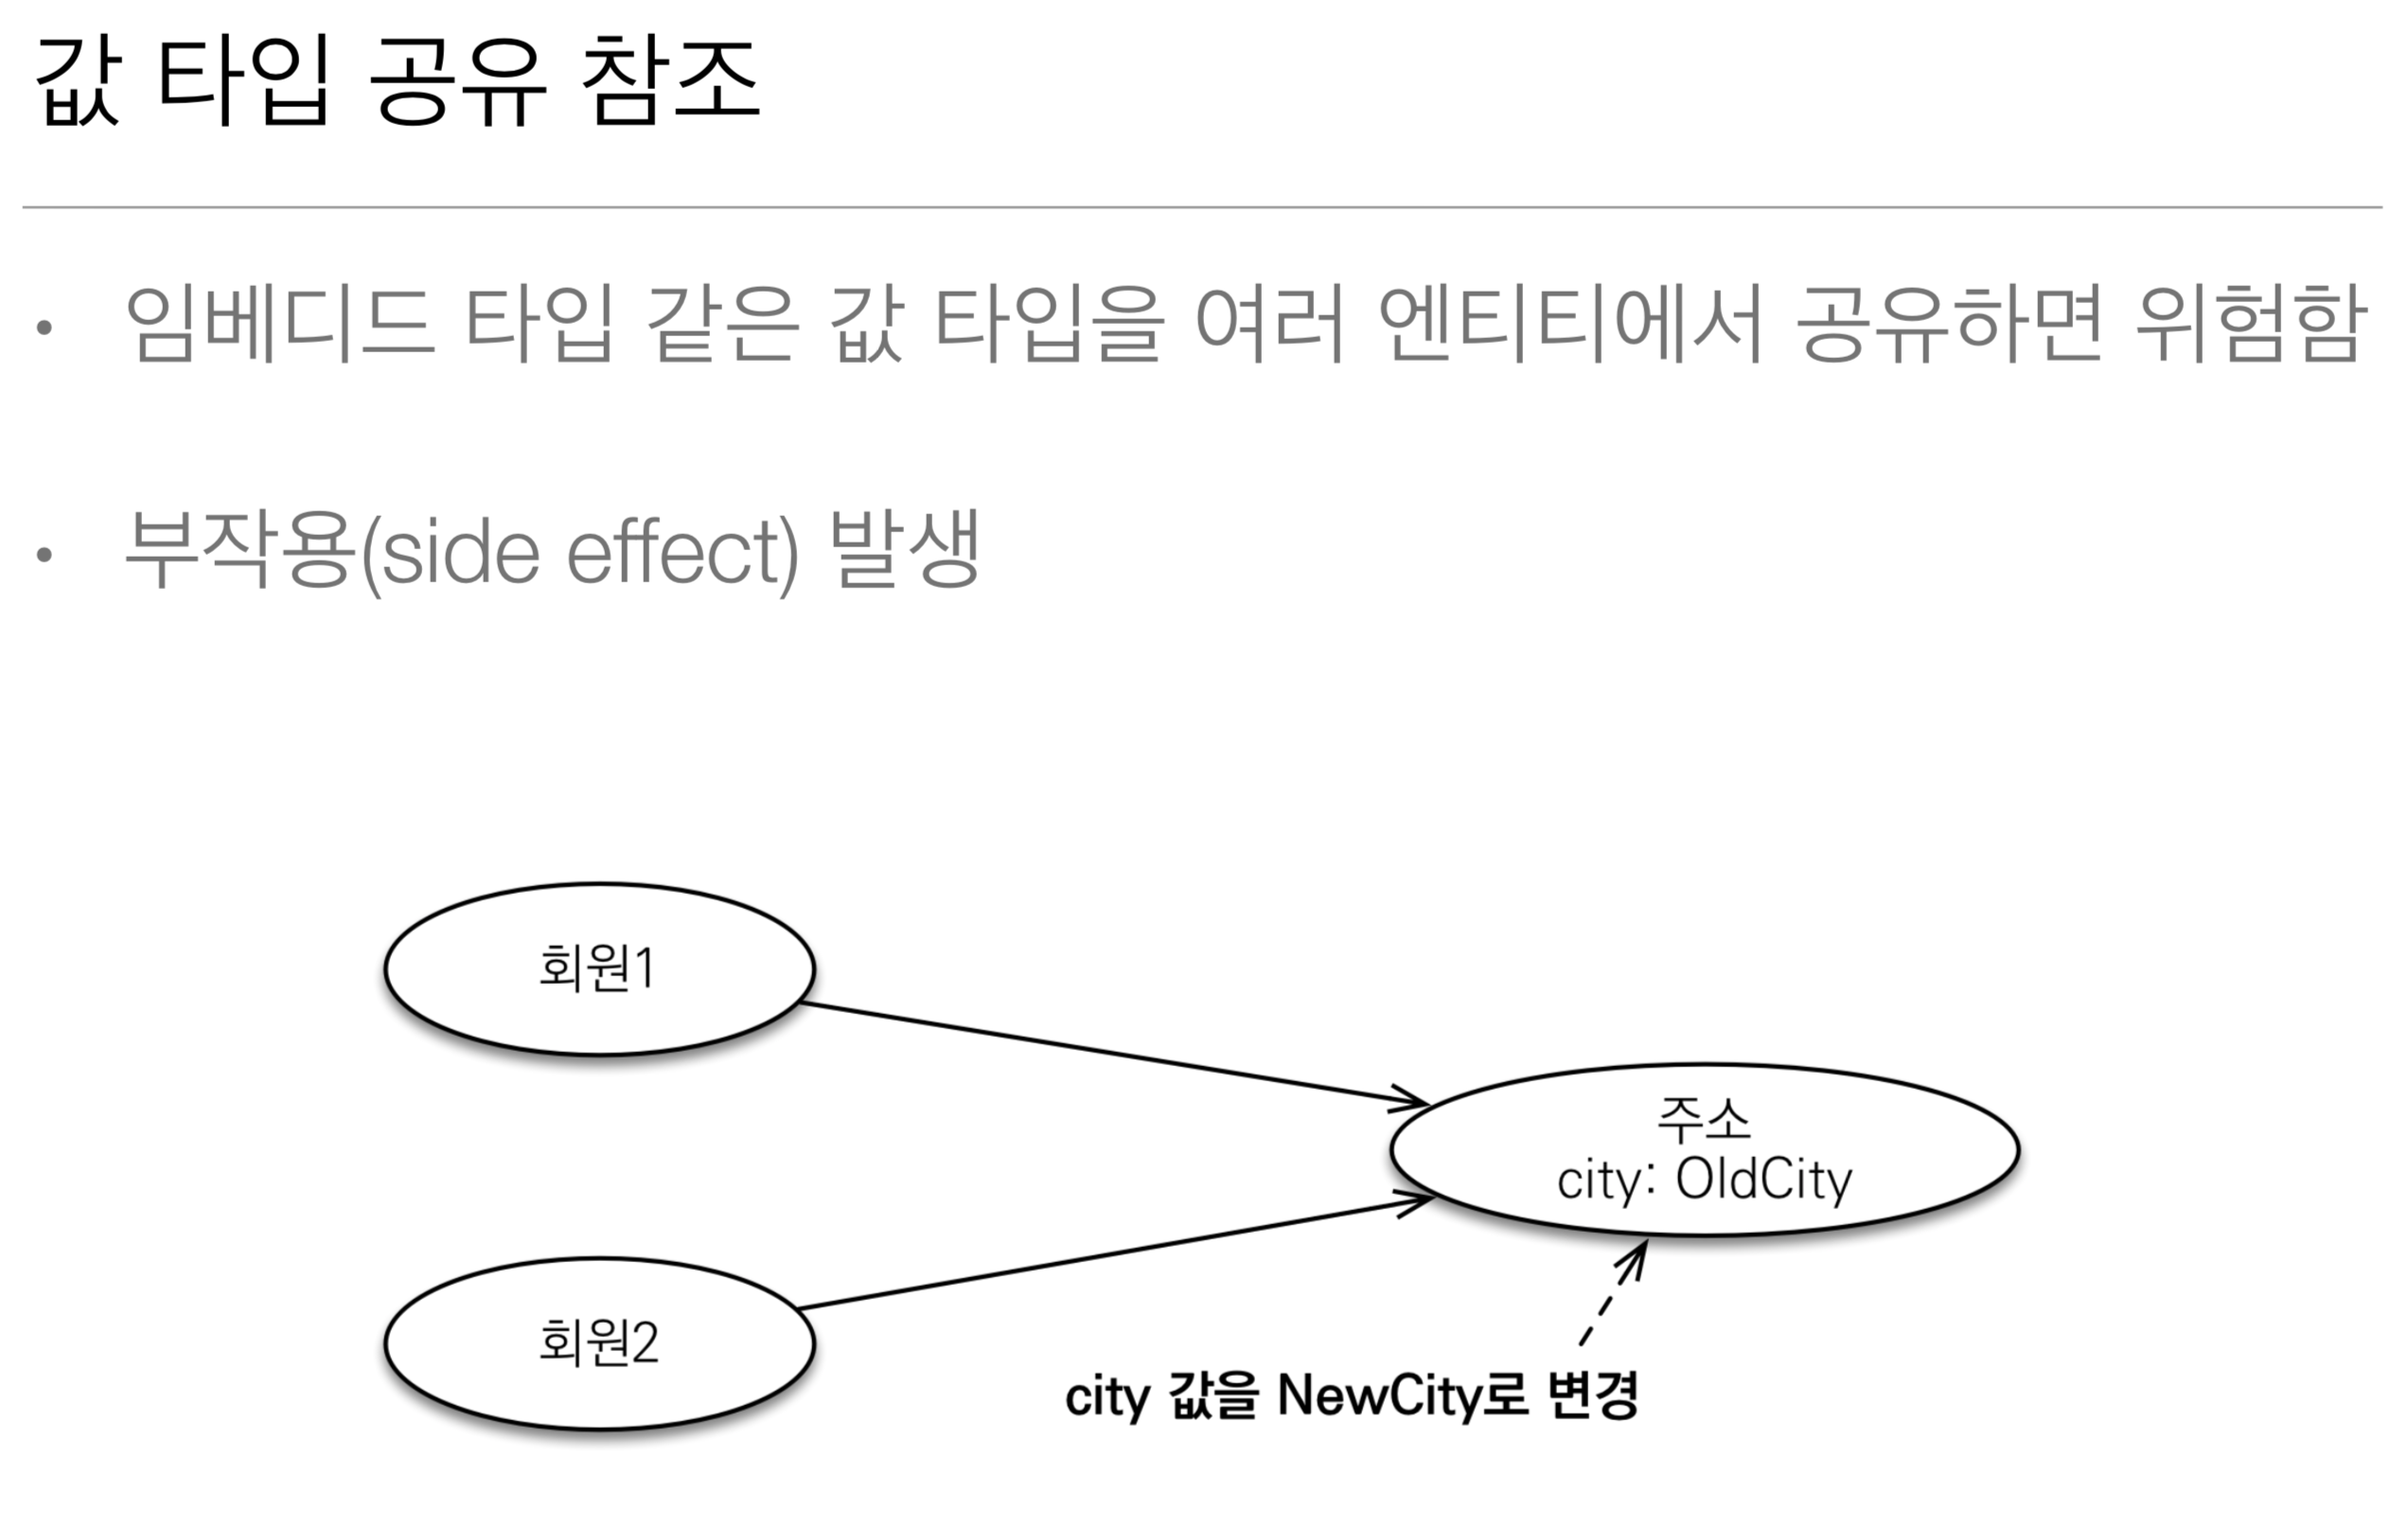 값 타입 공유 참조
• 임베디드 타입 같은 값 타입을 여러 엔티티에서 공유하면 위험함
• 부작용(side effect) 발생
회원1
주소
city: OldCity
회원2
city 값을 NewCity로 변경